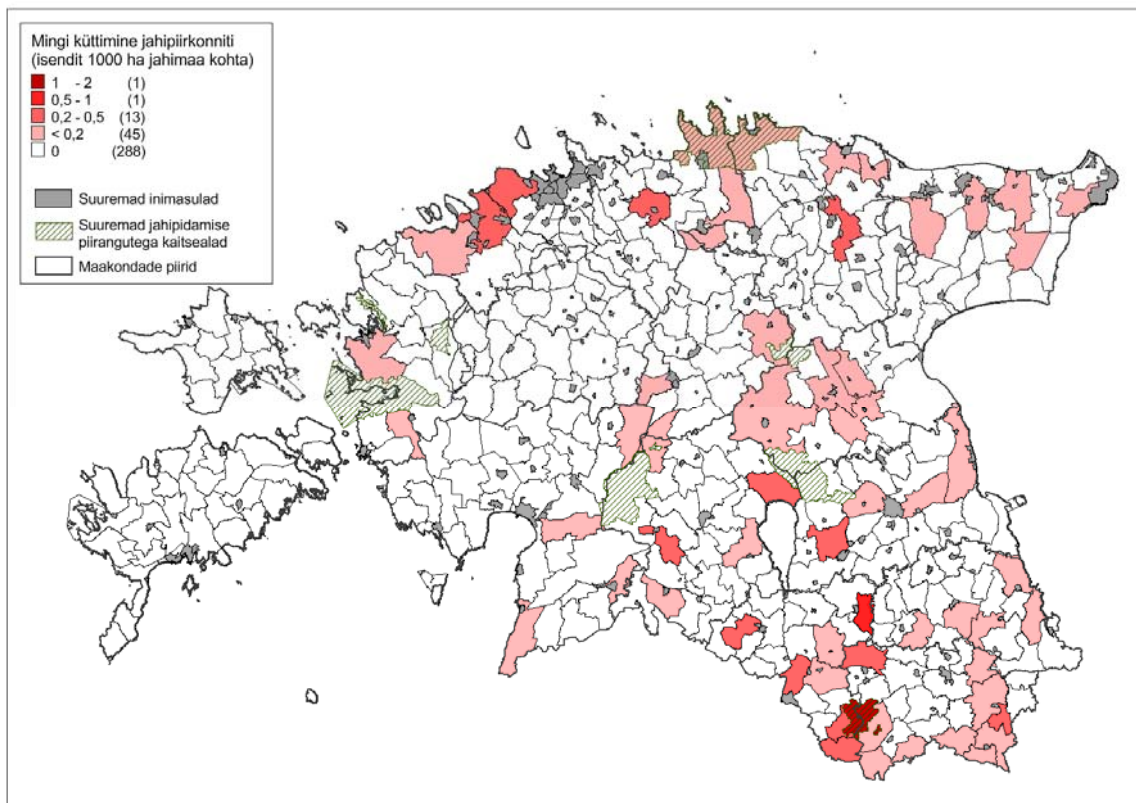 Mingi küttimine jahipiirkonniti
(isendit 1000 ha jahimaa kohta)
1 - 2 (1)
0,5 - 1 (1)
0,2 - 0,5 (13)
< 0,2 (45)
0 (288)
Suuremad inimasulad
Suuremad jahipidamise
piirangutega kaitsealad
Maakondade piirid